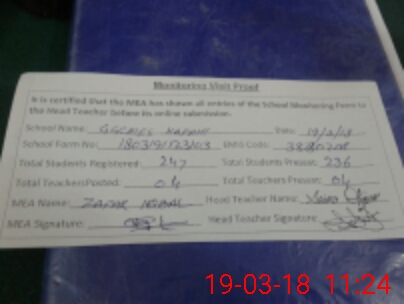 Monitoring Visit Proof
It is certified that the MEA has shown all entries of the School Monitoring Form to
the Head Teacher before its online submission.
School Name: Date:
School Form No: EMIS Code:
Total Students Registered: 247 Total Students Present: 236
Total Teachers Posted: 04 Total Teachers Present: 04
MEA Name: ZAFAR IQBAL Head Teacher Name:
MEA Signature: Head Teacher Signature:
19-03-18 11:24